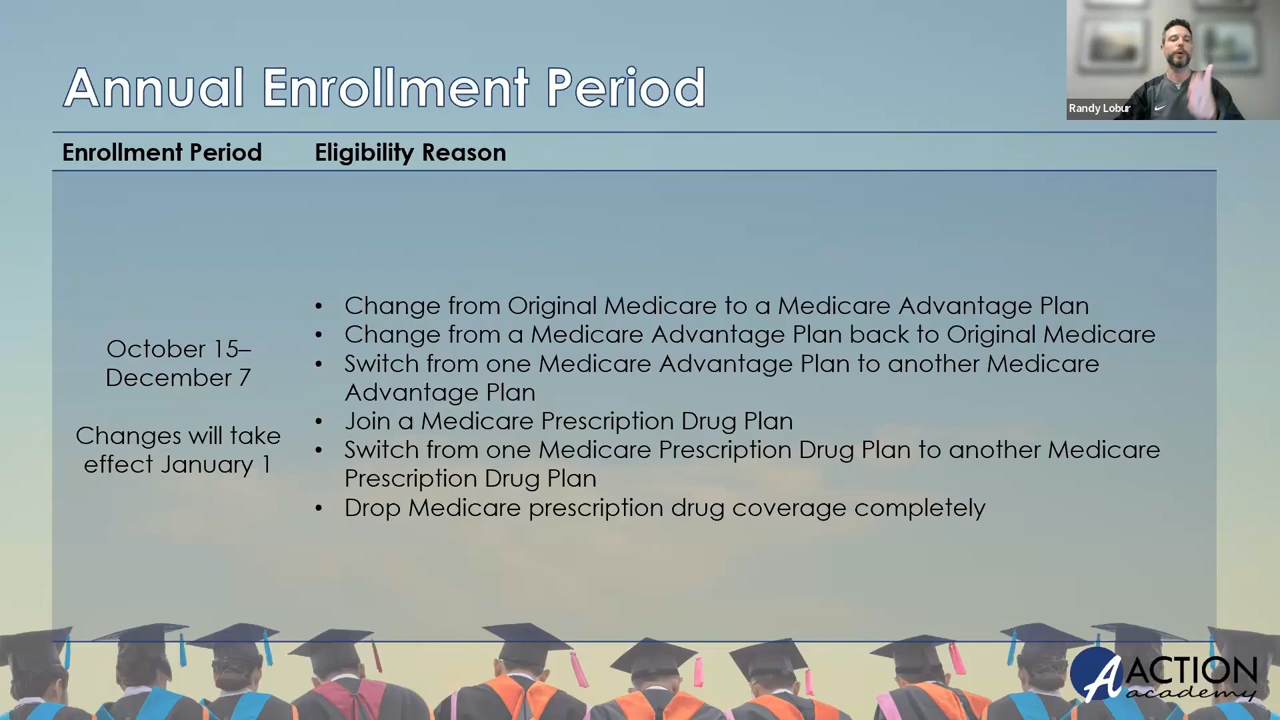 Annual Enrollment Period
Randy Lobur
Enrollment Period
Eligibility Reason
October 15–
December 7
Changes will take
effect January 1
• Change from Original Medicare to a Medicare Advantage Plan
• Change from a Medicare Advantage Plan back to Original Medicare
• Switch from one Medicare Advantage Plan to another Medicare
Advantage Plan
• Join a Medicare Prescription Drug Plan
• Switch from one Medicare Prescription Drug Plan to another Medicare
Prescription Drug Plan
• Drop Medicare prescription drug coverage completely
A ACTION
academy